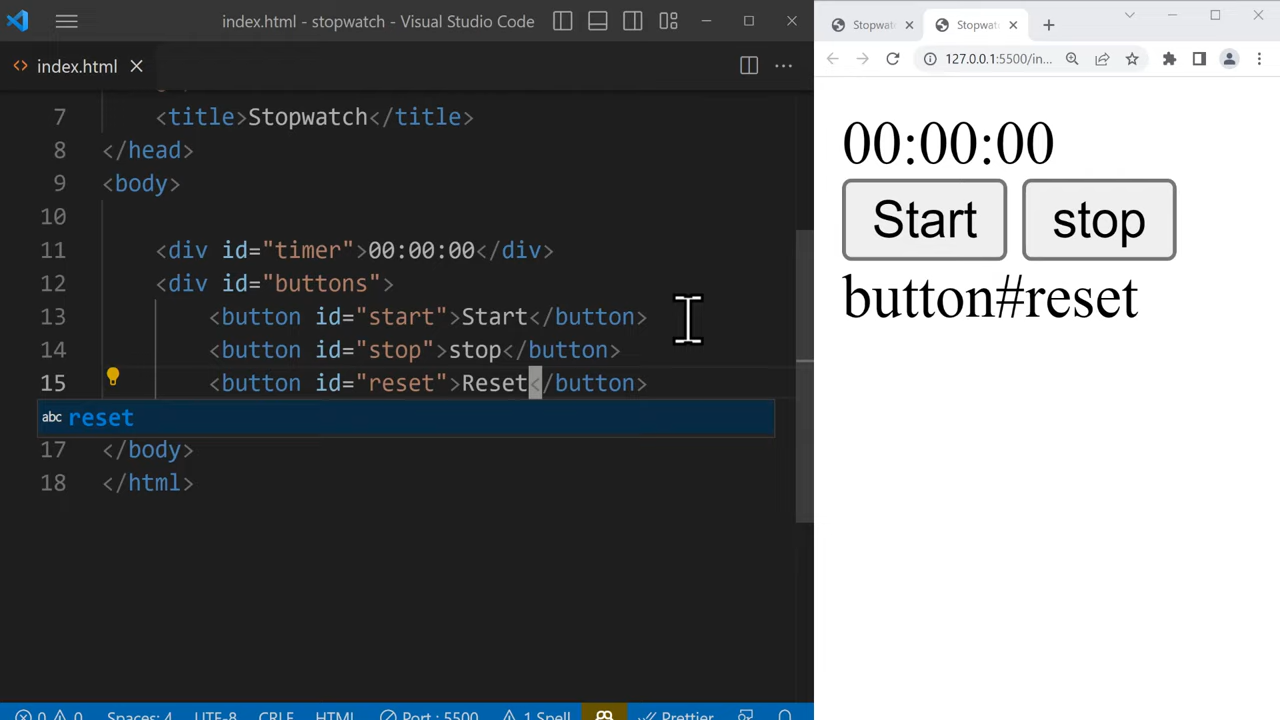 index.html - stopwatch - Visual Studio Code
index.html
7 <title>Stopwatch</title>
8 </head>
9 <body>
10
11 <div id="timer">00:00:00</div>
12 <div id="buttons">
13 <button id="start">Start</button>
14 <button id="stop">stop</button>
15 <button id="reset">Reset</button>
abc reset
17 </body>
18 </html>
0 0 Spaces: 4 UTF-8 CRLF HTML Port : 5500 1 Spell Prettier
Stopwat Stopwat
127.0.0.1:5500/in...
00:00:00
Start stop
button#reset